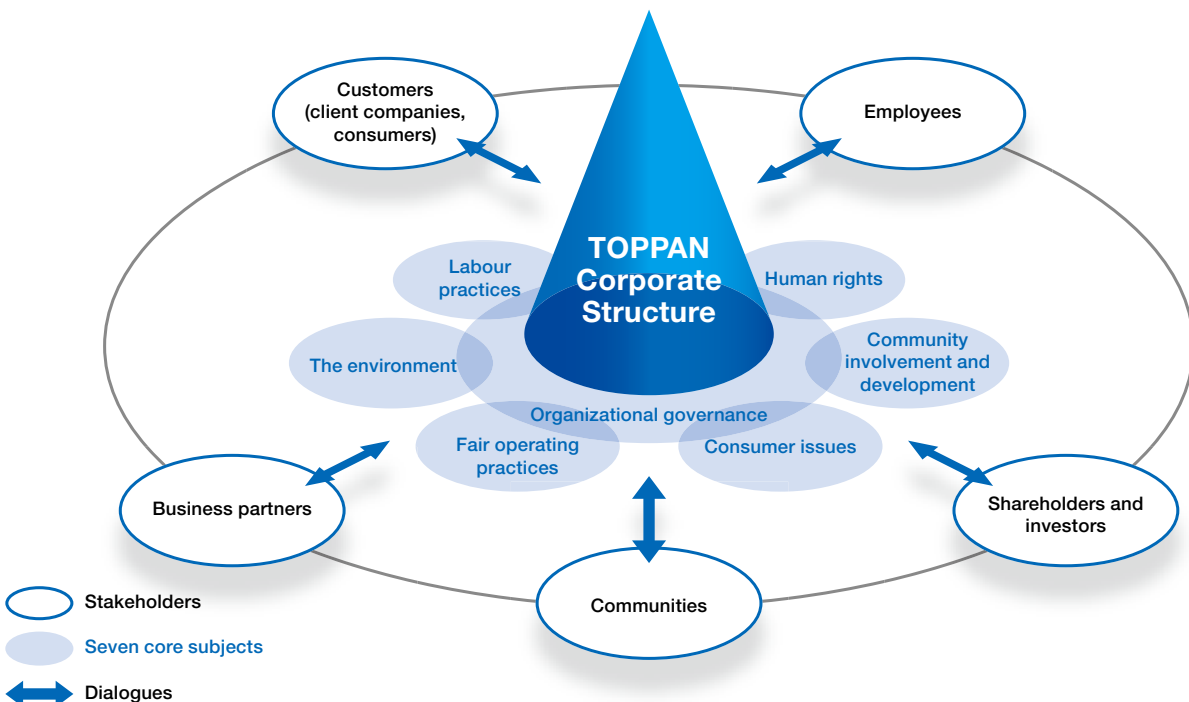 Customers
(client companies,
consumers)
Employees
TOPPAN
Corporate
Structure
Labour
practices
Human rights
The environment
Community
involvement and
development
Organizational governance
Fair operating
practices
Consumer issues
Business partners
Shareholders and
investors
Communities
Stakeholders
Seven core subjects
Dialogues